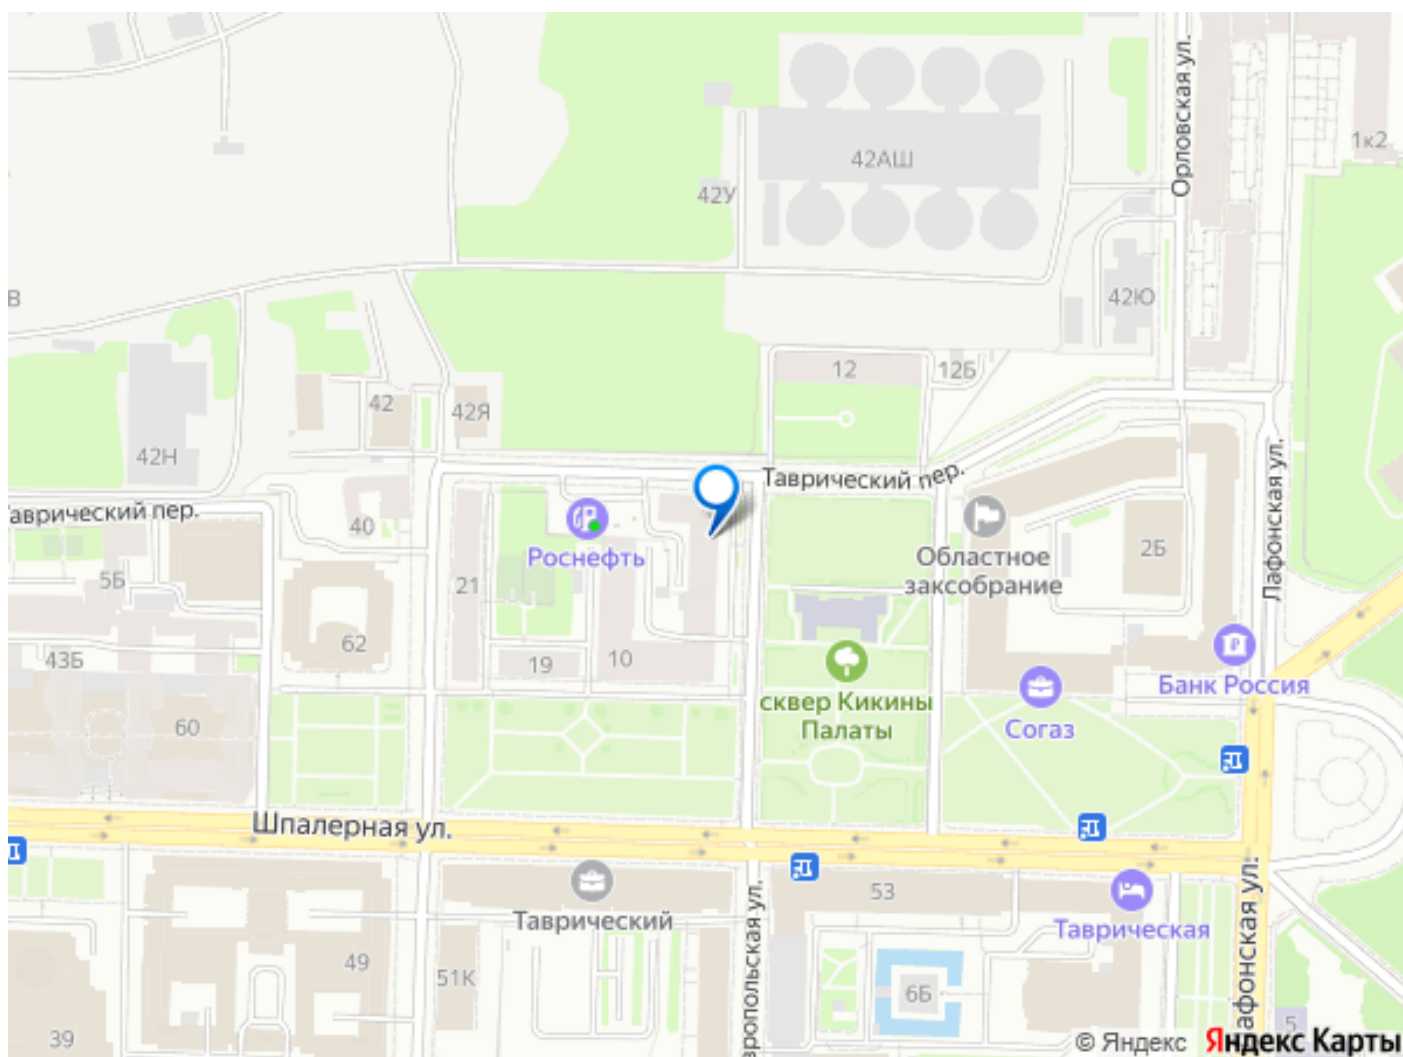 Орловская ул.
1к2
42АШ
42У
В
42Ю
12
12Б
42
42Я
42Н
Таврический пер.
Таврический пер.
40
Роснефть
Областное
заксобрание
2Б
Лафонская ул.
5Б
21
62
43Б
19
10
сквер Кикины
Палаты
Банк Россия
Согаз
60
Шпалерная ул.
Таврический
53
Таврическая
вропольская ул.
Лафонская ул.
49
51К
6Б
39
5
© Яндекс Яндекс Карты